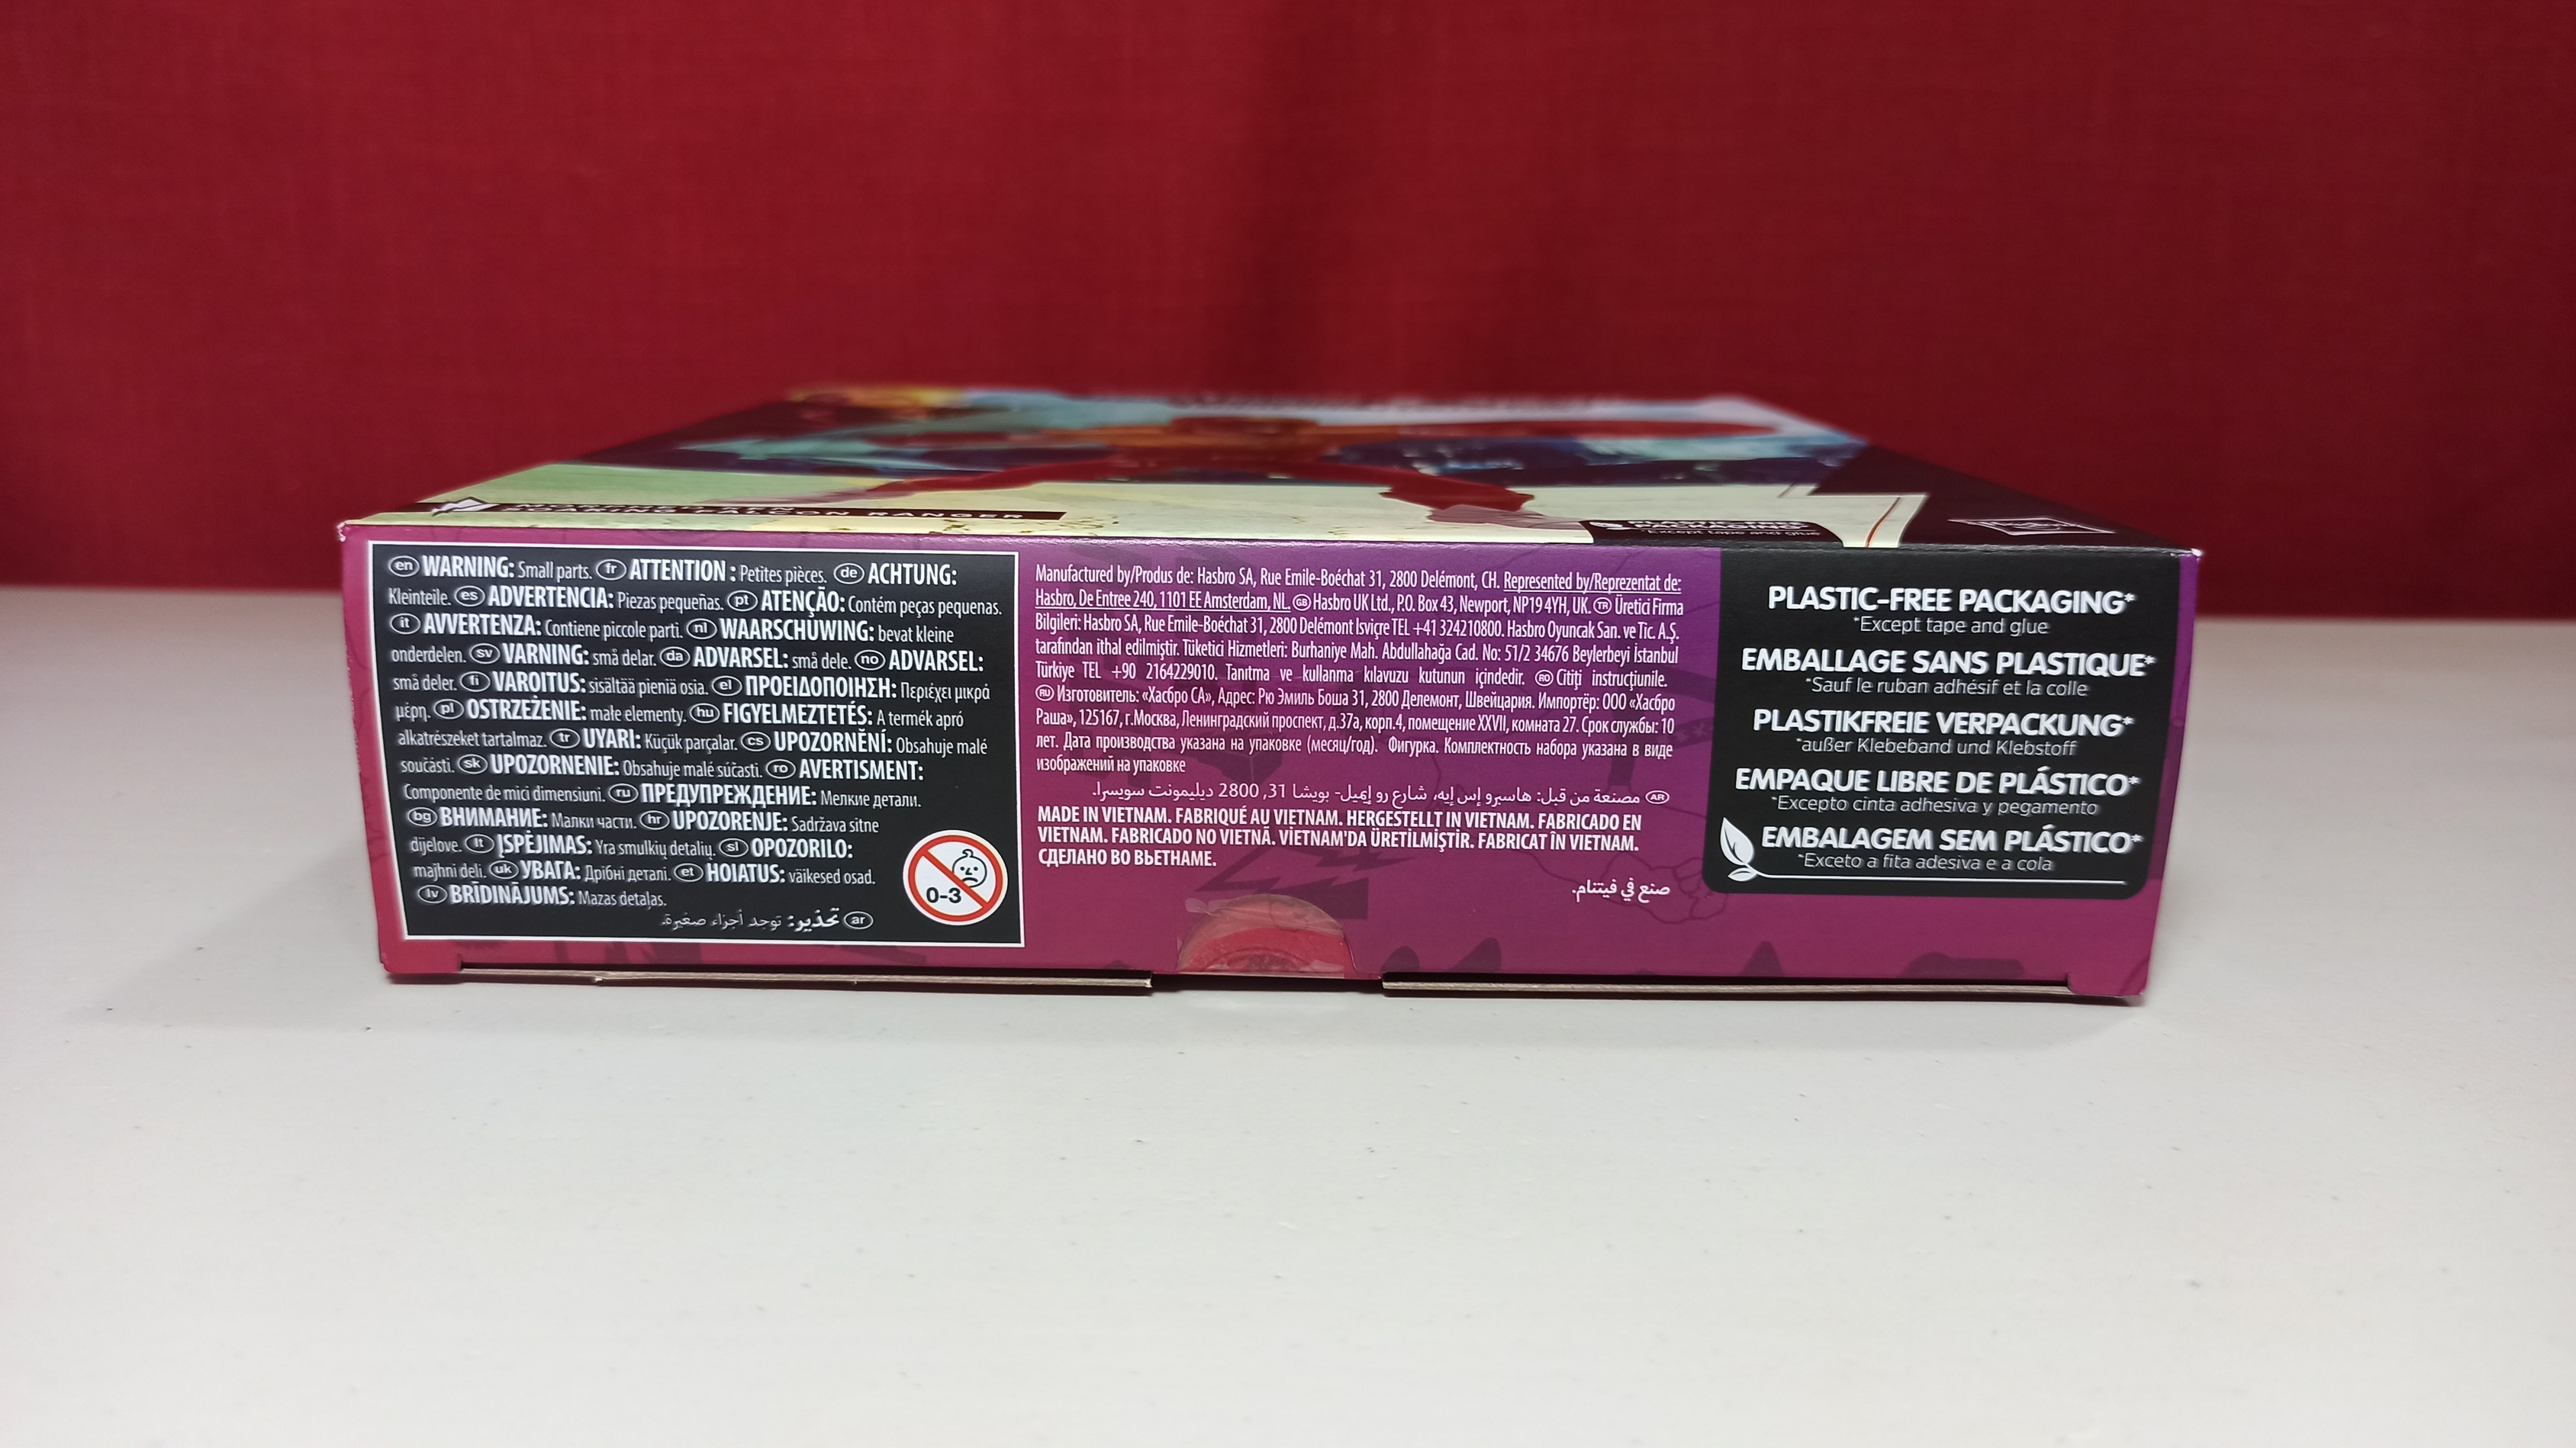 ROAMING FALCON RANGER
*Except tape and glue
en WARNING: Small parts. fr ATTENTION : Petites pièces. de ACHTUNG:
Kleinteile. es ADVERTENCIA: Piezas pequeñas. pt ATENÇÃO: Contém peças pequenas.
it AVVERTENZA: Contiene piccole parti. nl WAARSCHUWING: bevat kleine
onderdelen. sv VARNING: små delar. da ADVARSEL: små dele. no ADVARSEL:
små deler. fi VAROITUS: sisältää pieniä osia. el ΠΡΟΕΙΔΟΠΟΙΗΣΗ: Περιέχει μικρά
μέρη. pl OSTRZEŻENIE: małe elementy. hu FIGYELMEZTETÉS: A termék apró
alkatrészeket tartalmaz. tr UYARI: Küçük parçalar. cs UPOZORNĚNÍ: Obsahuje malé
součásti. sk UPOZORNENIE: Obsahuje malé súčasti. ro AVERTISMENT:
Componente de mici dimensiuni. ru ПРЕДУПРЕЖДЕНИЕ: Мелкие детали.
bg ВНИМАНИЕ: Малки части. hr UPOZORENJE: Sadržava sitne
dijelove. lt ĮSPĖJIMAS: Yra smulkių detalių. sl OPOZORILO:
majhni deli. uk УВАГА: Дрібні деталі. et HOIATUS: väikesed osad.
lv BRĪDINĀJUMS: Mazas detaļas.
ar تحذير: توجد أجزاء صغيرة.
0-3
Manufactured by/Produs de: Hasbro SA, Rue Emile-Boéchat 31, 2800 Delémont, CH. Represented by/Reprezentat de:
Hasbro, De Entree 240, 1101 EE Amsterdam, NL. GB Hasbro UK Ltd., P.O. Box 43, Newport, NP19 4YH, UK. TR Üretici Firma
Bilgileri: Hasbro SA, Rue Emile-Boéchat 31, 2800 Delémont Isviçre TEL +41 324210800. Hasbro Oyuncak San. ve Tic. A.Ş.
tarafından ithal edilmiştir. Tüketici Hizmetleri: Burhaniye Mah. Abdullahağa Cad. No: 51/2 34676 Beylerbeyi İstanbul
Türkiye TEL +90 2164229010. Tanıtma ve kullanma kılavuzu kutunun içindedir. RO Citiți instrucțiunile.
RU Изготовитель: «Хасбро СА», Адрес: Рю Эмиль Боша 31, 2800 Делемонт, Швейцария. Импортёр: ООО «Хасбро
Раша», 125167, г.Москва, Ленинградский проспект, д.37а, корп.4, помещение XXVII, комната 27. Срок службы: 10
лет. Дата производства указана на упаковке (месяц/год). Фигурка. Комплектность набора указана в виде
изображений на упаковке
AR مصنعة من قبل: هاسبرو إس إيه, شارع رو إيميل- بويشا 31, 2800 ديليمونت سويسرا.
MADE IN VIETNAM. FABRIQUÉ AU VIETNAM. HERGESTELLT IN VIETNAM. FABRICADO EN
VIETNAM. FABRICADO NO VIETNÃ. VİETNAM'DA ÜRETİLMİŞTİR. FABRICAT ÎN VIETNAM.
СДЕЛАНО ВО ВЬЕТНАМЕ.
صنع في فيتنام.
PLASTIC-FREE PACKAGING*
*Except tape and glue
EMBALLAGE SANS PLASTIQUE*
*Sauf le ruban adhésif et la colle
PLASTIKFREIE VERPACKUNG*
*außer Klebeband und Klebstoff
EMPAQUE LIBRE DE PLÁSTICO*
*Excepto cinta adhesiva y pegamento
EMBALAGEM SEM PLÁSTICO*
*Exceto a fita adesiva e a cola